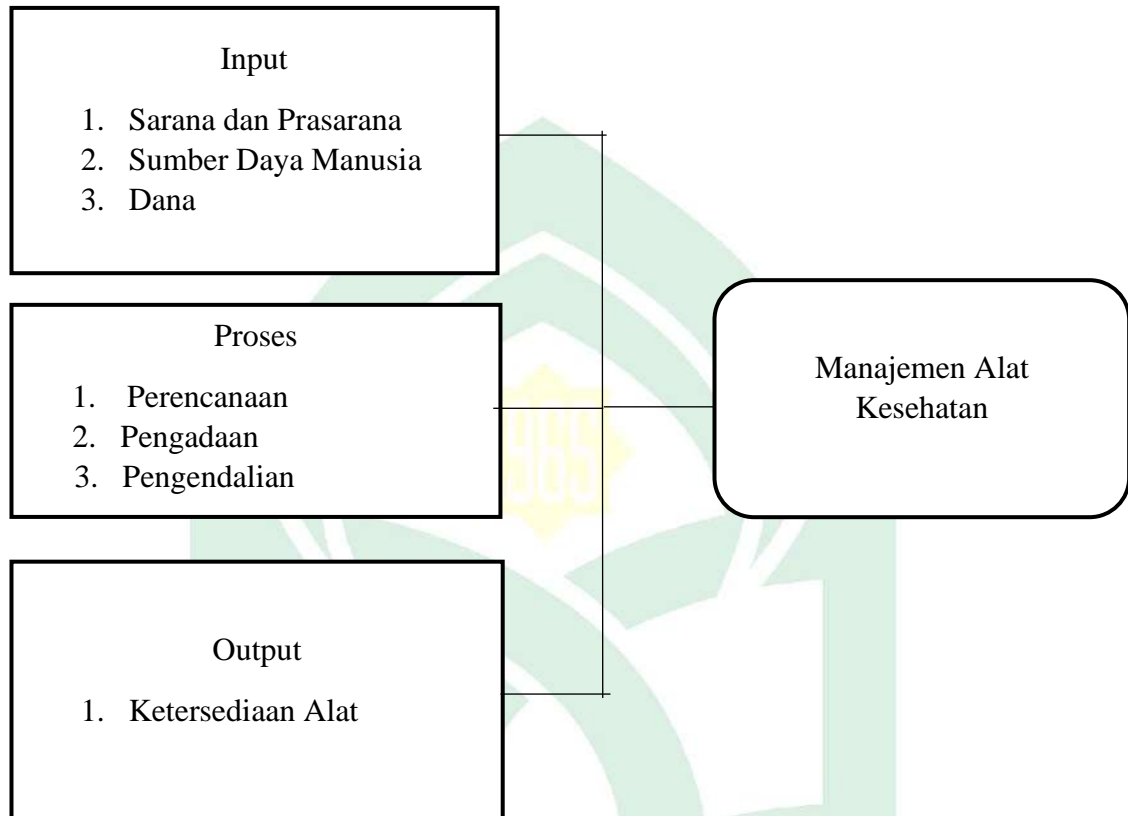 Input
1. Sarana dan Prasarana
2. Sumber Daya Manusia
3. Dana
Proses
1. Perencanaan
2. Pengadaan
3. Pengendalian
Output
1. Ketersediaan Alat
Manajemen Alat
Kesehatan